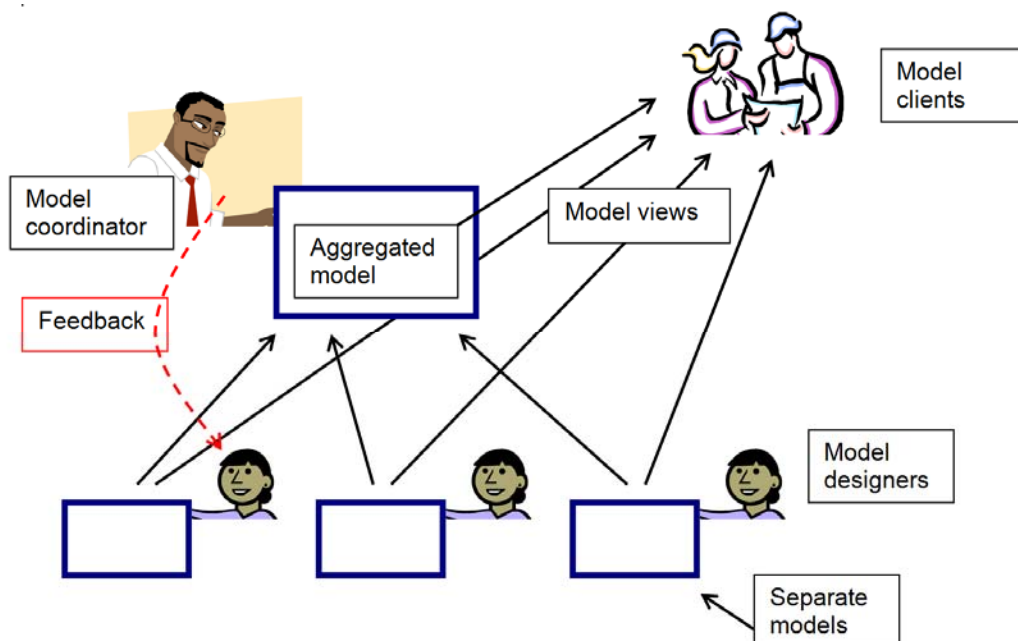 Model
clients
Model
coordinator
Model views
Aggregated
model
Feedback
Model
designers
Separate
models